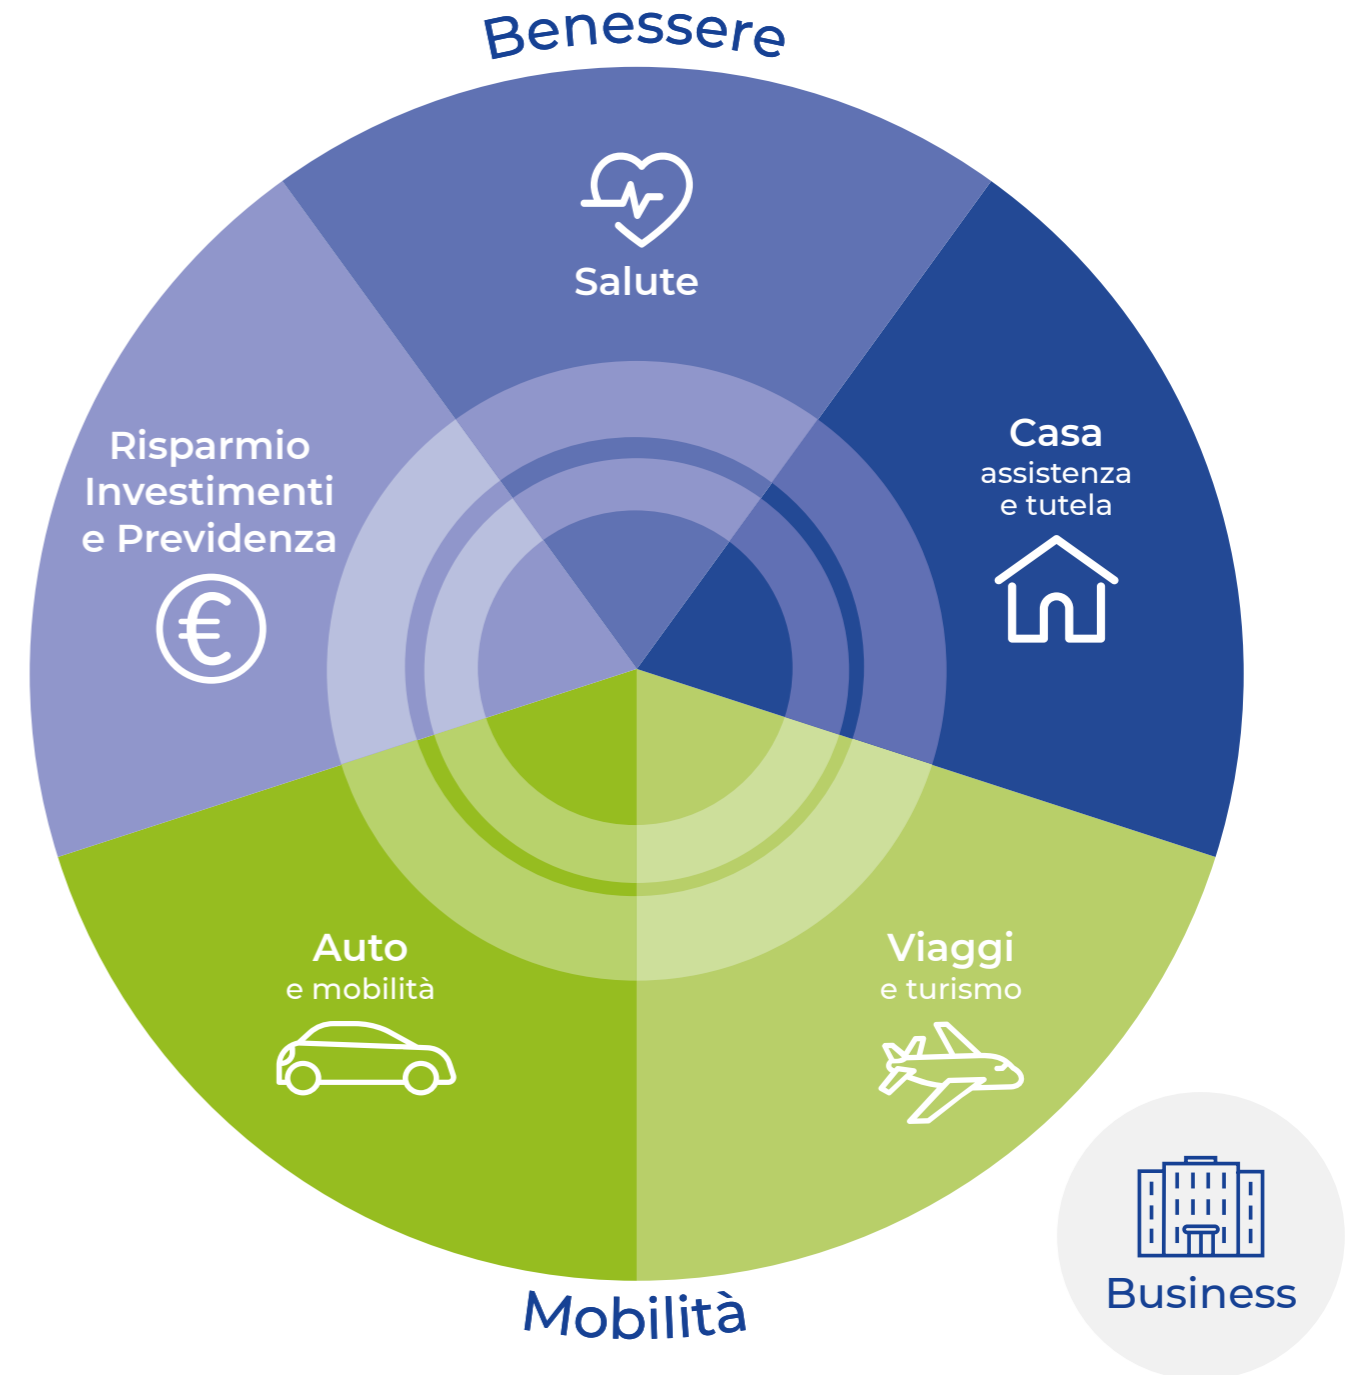 Benessere
Salute
Risparmio
Investimenti
e Previdenza
€
Casa
assistenza
e tutela
Auto
e mobilità
Viaggi
e turismo
Business
Mobilità